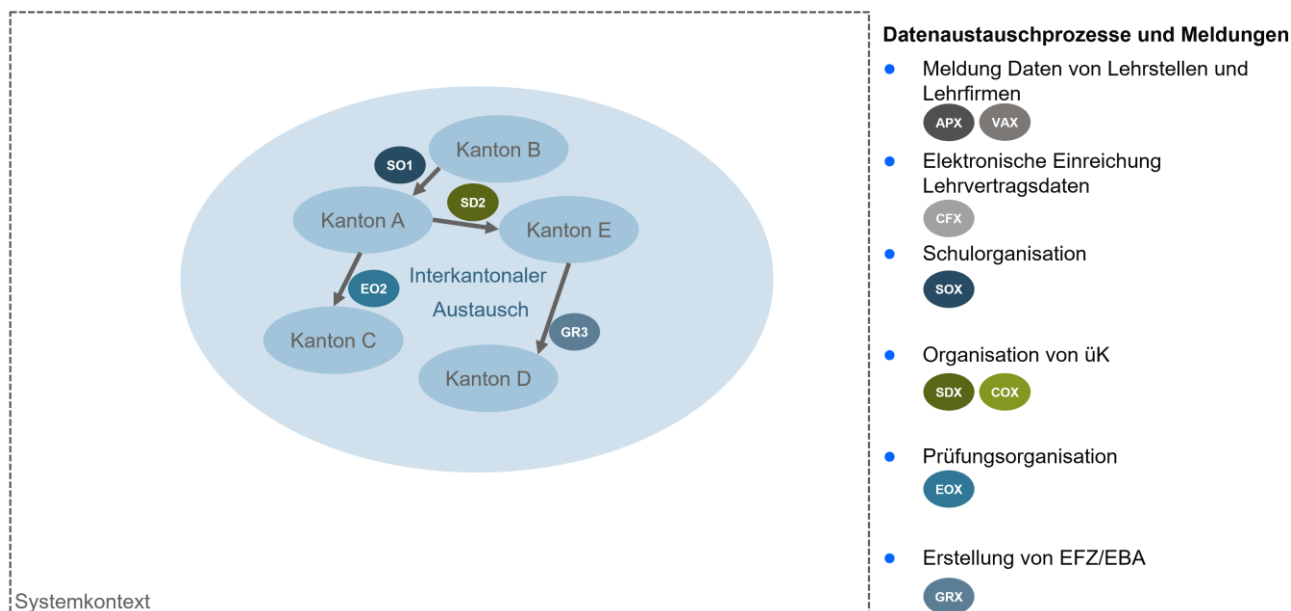 Kanton B
SO1
SD2
Kanton A
Kanton E
Interkantonaler
Austausch
EO2
Kanton C
GR3
Kanton D
Systemkontext
Datenaustauschprozesse und Meldungen
Meldung Daten von Lehrstellen und
Lehrfirmen
APX VAX
Elektronische Einreichung
Lehrvertragsdaten
CFX
Schulorganisation
SOX
Organisation von üK
SDX COX
Prüfungsorganisation
EOX
Erstellung von EFZ/EBA
GRX